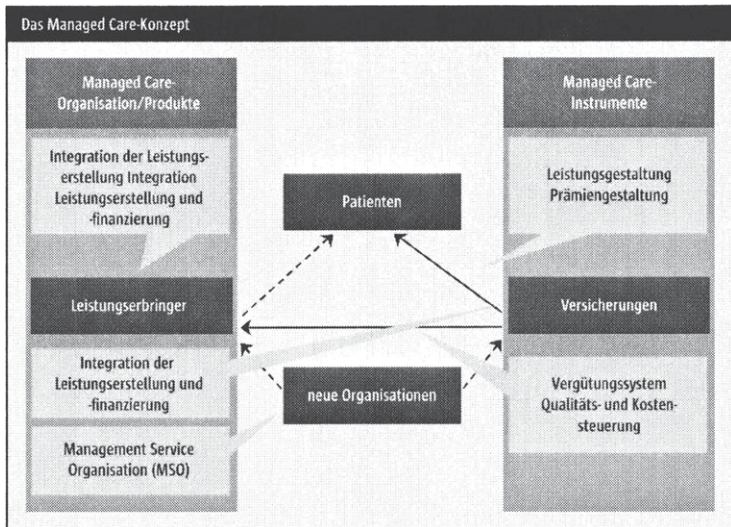 Das Managed Care-Konzept
Managed Care-
Organisation/Produkte
Integration der Leistungs-
erstellung Integration
Leistungserstellung und
-finanzierung
Leistungserbringer
Integration der
Leistungserstellung und
-finanzierung
Management Service
Organisation (MSO)
Patienten
neue Organisationen
Managed Care-
Instrumente
Leistungsgestaltung
Prämiengestaltung
Versicherungen
Vergütungssystem
Qualitäts- und Kosten-
steuerung